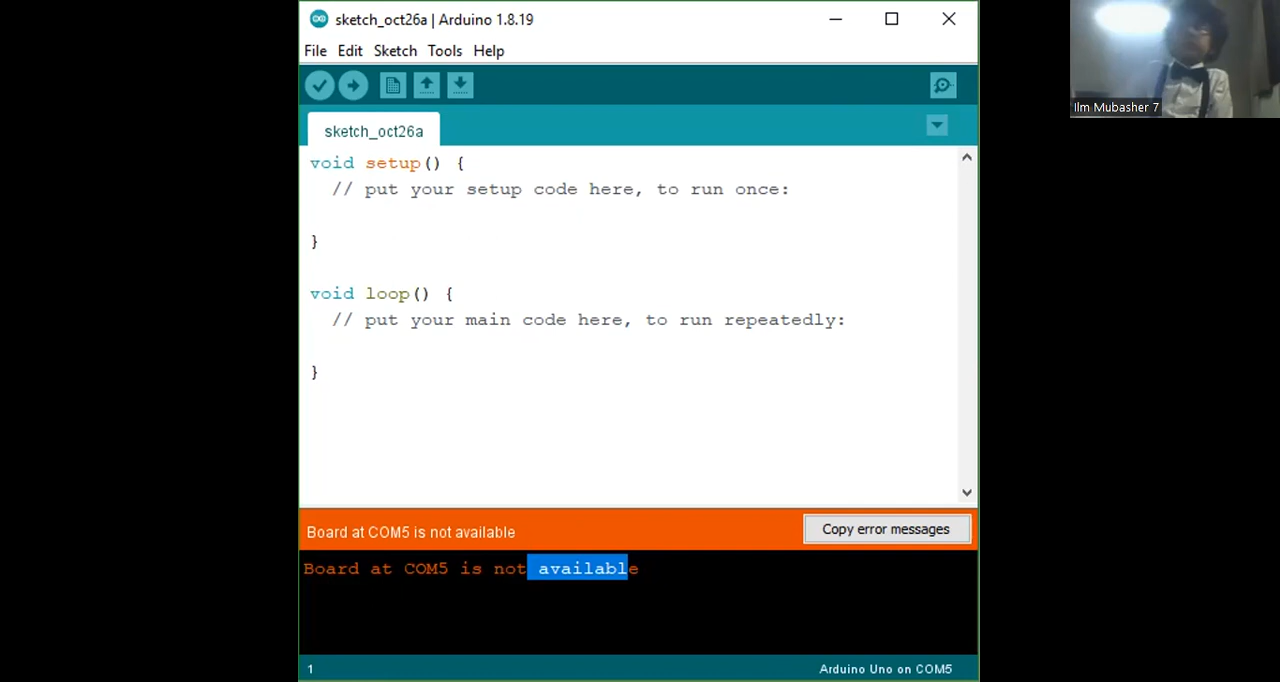 sketch_oct26a | Arduino 1.8.19
File Edit Sketch Tools Help
Ilm Mubasher 7
sketch_oct26a
void setup() {
  // put your setup code here, to run once:
}
void loop() {
  // put your main code here, to run repeatedly:
}
Board at COM5 is not available
Copy error messages
Board at COM5 is not available
1
Arduino Uno on COM5